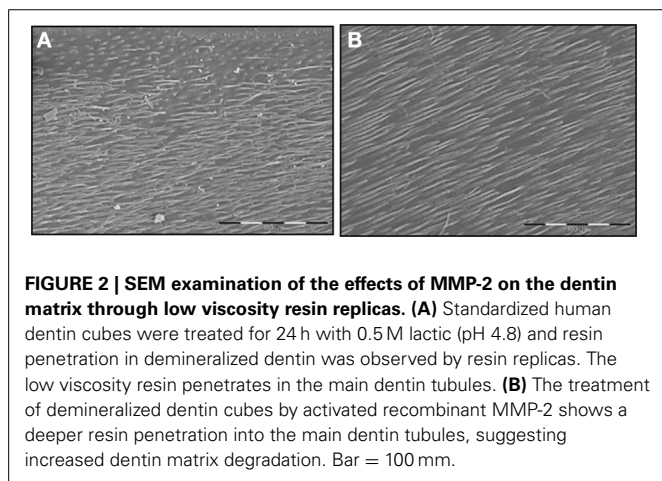 A
B
FIGURE 2 | SEM examination of the effects of MMP-2 on the dentin
matrix through low viscosity resin replicas. (A) Standardized human
dentin cubes were treated for 24 h with 0.5 M lactic (pH 4.8) and resin
penetration in demineralized dentin was observed by resin replicas. The
low viscosity resin penetrates in the main dentin tubules. (B) The treatment
of demineralized dentin cubes by activated recombinant MMP-2 shows a
deeper resin penetration into the main dentin tubules, suggesting
increased dentin matrix degradation. Bar = 100 mm.